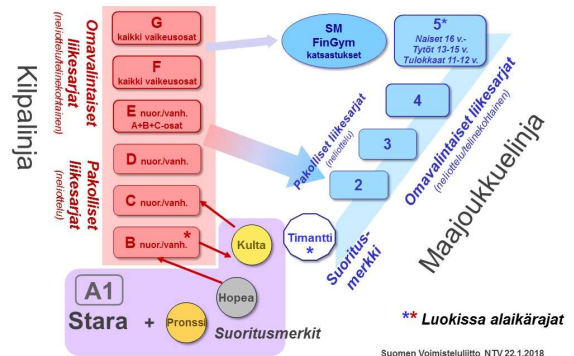 Kilpalinja
Omavalintaiset
liikesarjat
(neliottelu/telinekohtainen)
G
kaikki vaikeusosat
F
kaikki vaikeusosat
E nuor./vanh.
A+B+C-osat
Pakolliset
liikesarjat
(neliottelu)
D nuor./vanh.
C nuor./vanh.
B nuor./vanh. *
A1
Stara +
Pronssi
Hopea
Kulta
Suoritusmerkit
SM
FinGym
katsastukset
5*
Naiset 16 v.-
Tytöt 13-15 v.
Tulokkaat 11-12 v.
4
3
2
Pakolliset liikesarjat
(neliottelu)
Timantti
*
Suoritus-
merkki
Omavalintaiset liikesarjat
(neliottelu/telinekohtainen)
Maajoukkuelinja
** Luokissa alaikärajat
Suomen Voimisteluliitto NTV 22.1.2018